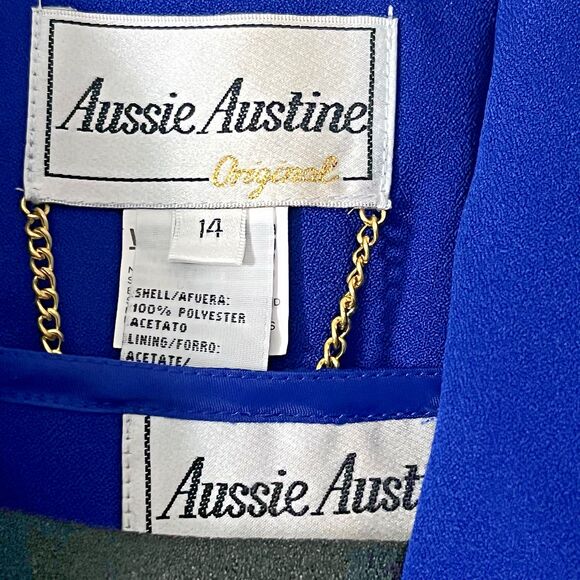 Aussie Austine
Original
14
SHELL/AFUERA:
100% POLYESTER
ACETATO
LINING/FORRO:
ACETATE/
Aussie Aust